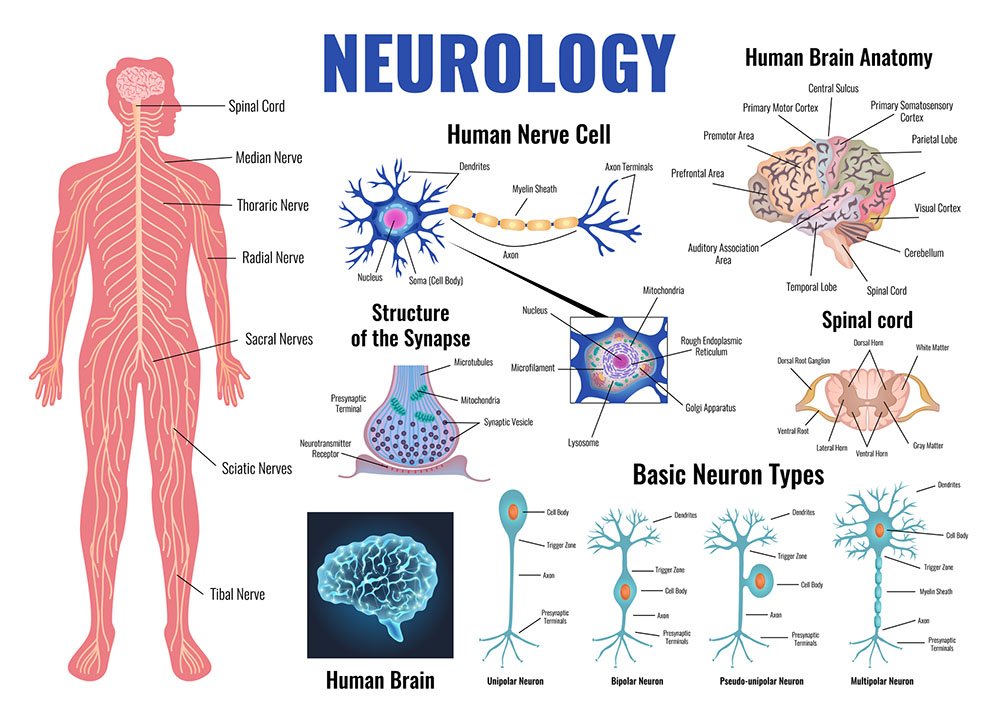 NEUROLOGY
Spinal Cord
Median Nerve
Thoraric Nerve
Radial Nerve
Sacral Nerves
Sciatic Nerves
Tibal Nerve
Human Nerve Cell
Dendrites
Myelin Sheath
Axon Terminals
Axon
Nucleus
Soma (Cell Body)
Human Brain Anatomy
Central Sulcus
Primary Motor Cortex
Primary Somatosensory
Cortex
Premotor Area
Parietal Lobe
Prefrontal Area
Visual Cortex
Auditory Association
Area
Cerebellum
Temporal Lobe
Spinal Cord
Structure
of the Synapse
Microtubules
Mitochondria
Presynaptic
Terminal
Synaptic Vesicle
Neurotransmitter
Receptor
Mitochondria
Nucleus
Rough Endoplasmic
Reticulum
Microfilament
Golgi Apparatus
Lysosome
Spinal cord
Dorsal Horn
White Matter
Dorsal Root Ganglion
Ventral Root
Lateral Horn
Ventral Horn
Gray Matter
Human Brain
Basic Neuron Types
Cell Body
Trigger Zone
Axon
Presynaptic
Terminals
Unipolar Neuron
Dendrites
Trigger Zone
Cell Body
Axon
Presynaptic
Terminals
Bipolar Neuron
Dendrites
Trigger Zone
Cell Body
Axon
Presynaptic
Terminals
Pseudo-unipolar Neuron
Dendrites
Cell Body
Trigger Zone
Myelin Sheath
Axon
Presynaptic
Terminals
Multipolar Neuron